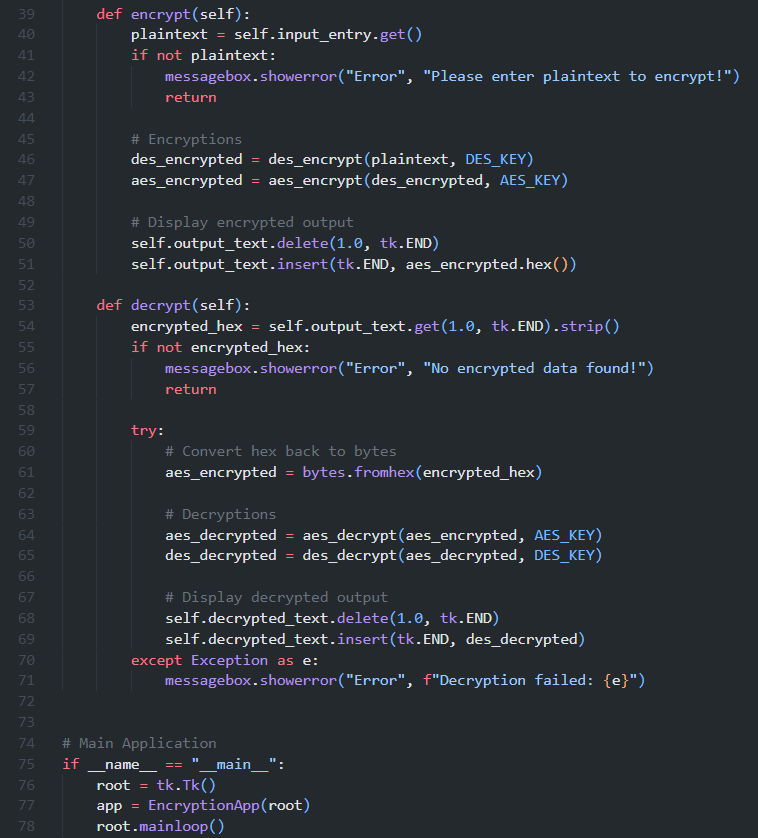 39     def encrypt(self):
40         plaintext = self.input_entry.get()
41         if not plaintext:
42             messagebox.showerror("Error", "Please enter plaintext to encrypt!")
43             return
44
45         # Encryptions
46         des_encrypted = des_encrypt(plaintext, DES_KEY)
47         aes_encrypted = aes_encrypt(des_encrypted, AES_KEY)
48
49         # Display encrypted output
50         self.output_text.delete(1.0, tk.END)
51         self.output_text.insert(tk.END, aes_encrypted.hex())
52
53     def decrypt(self):
54         encrypted_hex = self.output_text.get(1.0, tk.END).strip()
55         if not encrypted_hex:
56             messagebox.showerror("Error", "No encrypted data found!")
57             return
58
59         try:
60             # Convert hex back to bytes
61             aes_encrypted = bytes.fromhex(encrypted_hex)
62
63             # Decryptions
64             aes_decrypted = aes_decrypt(aes_encrypted, AES_KEY)
65             des_decrypted = des_decrypt(aes_decrypted, DES_KEY)
66
67             # Display decrypted output
68             self.decrypted_text.delete(1.0, tk.END)
69             self.decrypted_text.insert(tk.END, des_decrypted)
70         except Exception as e:
71             messagebox.showerror("Error", f"Decryption failed: {e}")
72
73
74 # Main Application
75 if __name__ == "__main__":
76     root = tk.Tk()
77     app = EncryptionApp(root)
78     root.mainloop()